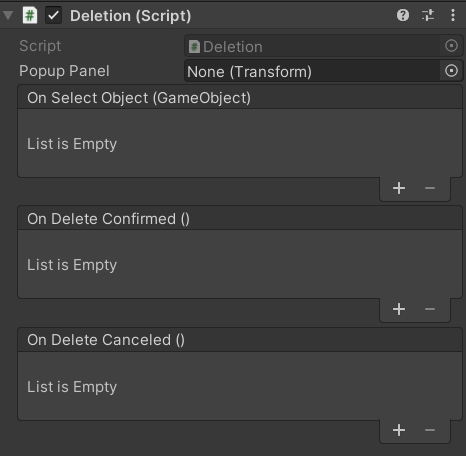 Deletion (Script)
Script
Deletion
Popup Panel
None (Transform)
On Select Object (GameObject)
List is Empty
On Delete Confirmed ()
List is Empty
On Delete Canceled ()
List is Empty